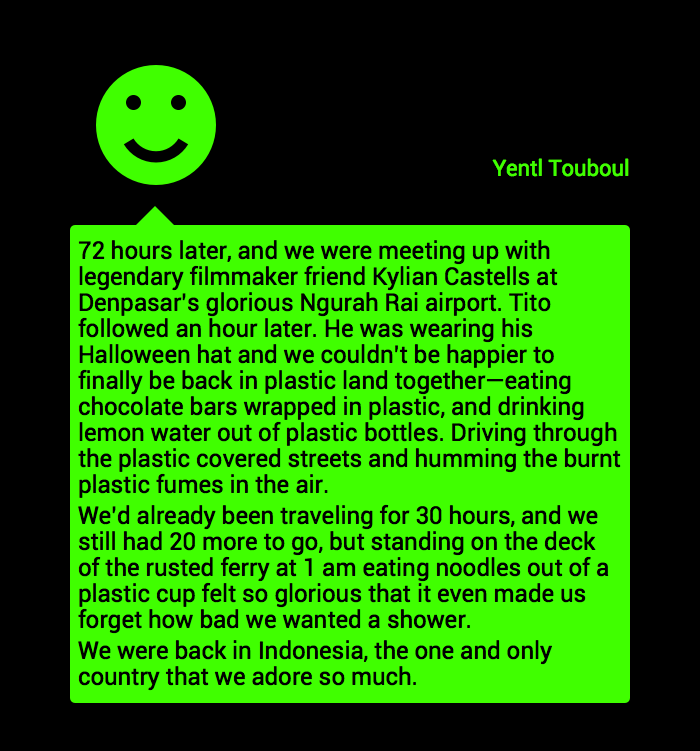 Yentl Touboul
72 hours later, and we were meeting up with
legendary filmmaker friend Kylian Castells at
Denpasar's glorious Ngurah Rai airport. Tito
followed an hour later. He was wearing his
Halloween hat and we couldn't be happier to
finally be back in plastic land together—eating
chocolate bars wrapped in plastic, and drinking
lemon water out of plastic bottles. Driving through
the plastic covered streets and humming the burnt
plastic fumes in the air.
We'd already been traveling for 30 hours, and we
still had 20 more to go, but standing on the deck
of the rusted ferry at 1 am eating noodles out of a
plastic cup felt so glorious that it even made us
forget how bad we wanted a shower.
We were back in Indonesia, the one and only
country that we adore so much.